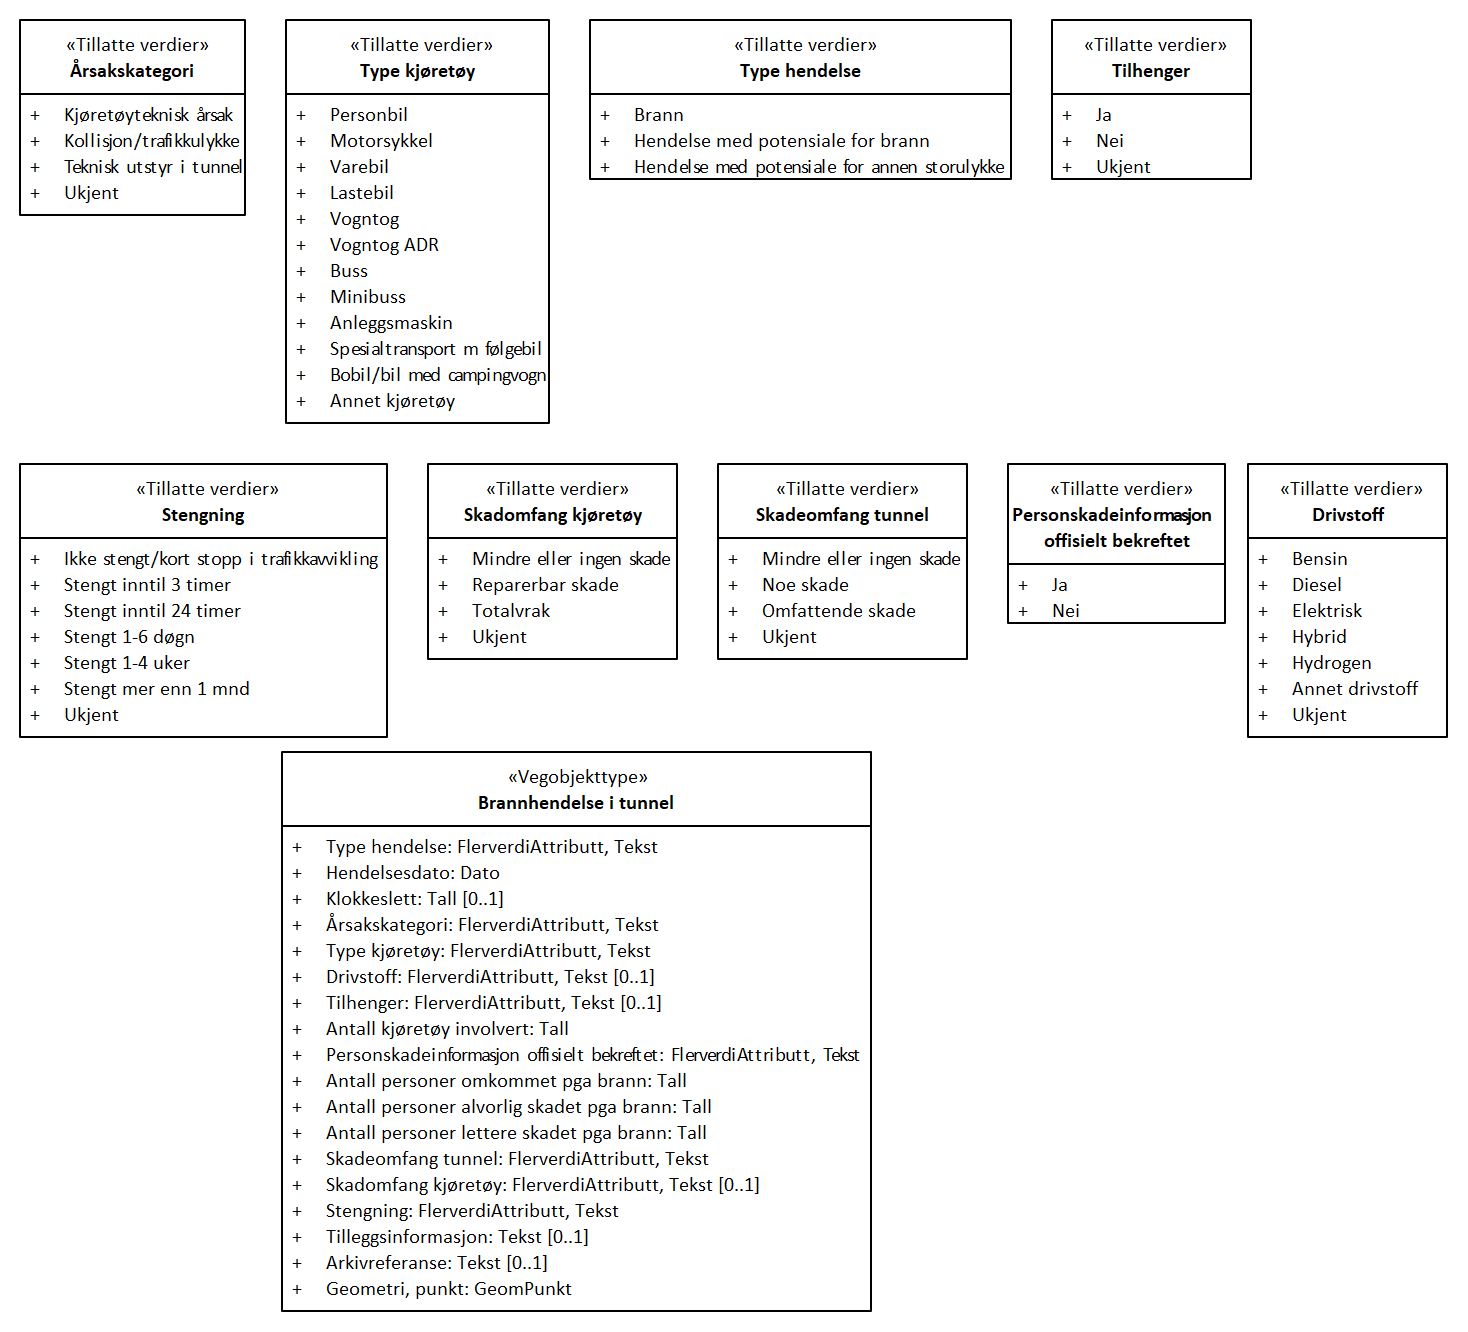 «Tillatte verdier»
Årsakskategori
+ Kjøretøyteknisk årsak
+ Kollisjon/trafikkulykke
+ Teknisk utstyr i tunnel
+ Ukjent
«Tillatte verdier»
Type kjøretøy
+ Personbil
+ Motorsykkel
+ Varebil
+ Lastebil
+ Vogntog
+ Vogntog ADR
+ Buss
+ Minibuss
+ Anleggsmaskin
+ Spesialtransport m følgebil
+ Bobil/bil med campingvogn
+ Annet kjøretøy
«Tillatte verdier»
Type hendelse
+ Brann
+ Hendelse med potensiale for brann
+ Hendelse med potensiale for annen storulykke
«Tillatte verdier»
Tilhenger
+ Ja
+ Nei
+ Ukjent
«Tillatte verdier»
Stengning
+ Ikke stengt/kort stopp i trafikkavvikling
+ Stengt inntil 3 timer
+ Stengt inntil 24 timer
+ Stengt 1-6 døgn
+ Stengt 1-4 uker
+ Stengt mer enn 1 mnd
+ Ukjent
«Tillatte verdier»
Skadomfang kjøretøy
+ Mindre eller ingen skade
+ Reparerbar skade
+ Totalvrak
+ Ukjent
«Tillatte verdier»
Skadeomfang tunnel
+ Mindre eller ingen skade
+ Noe skade
+ Omfattende skade
+ Ukjent
«Tillatte verdier»
Personskadeinformasjon
offisielt bekreftet
+ Ja
+ Nei
«Tillatte verdier»
Drivstoff
+ Bensin
+ Diesel
+ Elektrisk
+ Hybrid
+ Hydrogen
+ Annet drivstoff
+ Ukjent
«Vegobjekttype»
Brannhendelse i tunnel
+ Type hendelse: FlerverdiAttributt, Tekst
+ Hendelsesdato: Dato
+ Klokkeslett: Tall [0..1]
+ Årsakskategori: FlerverdiAttributt, Tekst
+ Type kjøretøy: FlerverdiAttributt, Tekst
+ Drivstoff: FlerverdiAttributt, Tekst [0..1]
+ Tilhenger: FlerverdiAttributt, Tekst [0..1]
+ Antall kjøretøy involvert: Tall
+ Personskadeinformasjon offisielt bekreftet: FlerverdiAttributt, Tekst
+ Antall personer omkommet pga brann: Tall
+ Antall personer alvorlig skadet pga brann: Tall
+ Antall personer lettere skadet pga brann: Tall
+ Skadeomfang tunnel: FlerverdiAttributt, Tekst
+ Skadomfang kjøretøy: FlerverdiAttributt, Tekst [0..1]
+ Stengning: FlerverdiAttributt, Tekst
+ Tilleggsinformasjon: Tekst [0..1]
+ Arkivreferanse: Tekst [0..1]
+ Geometri, punkt: GeomPunkt